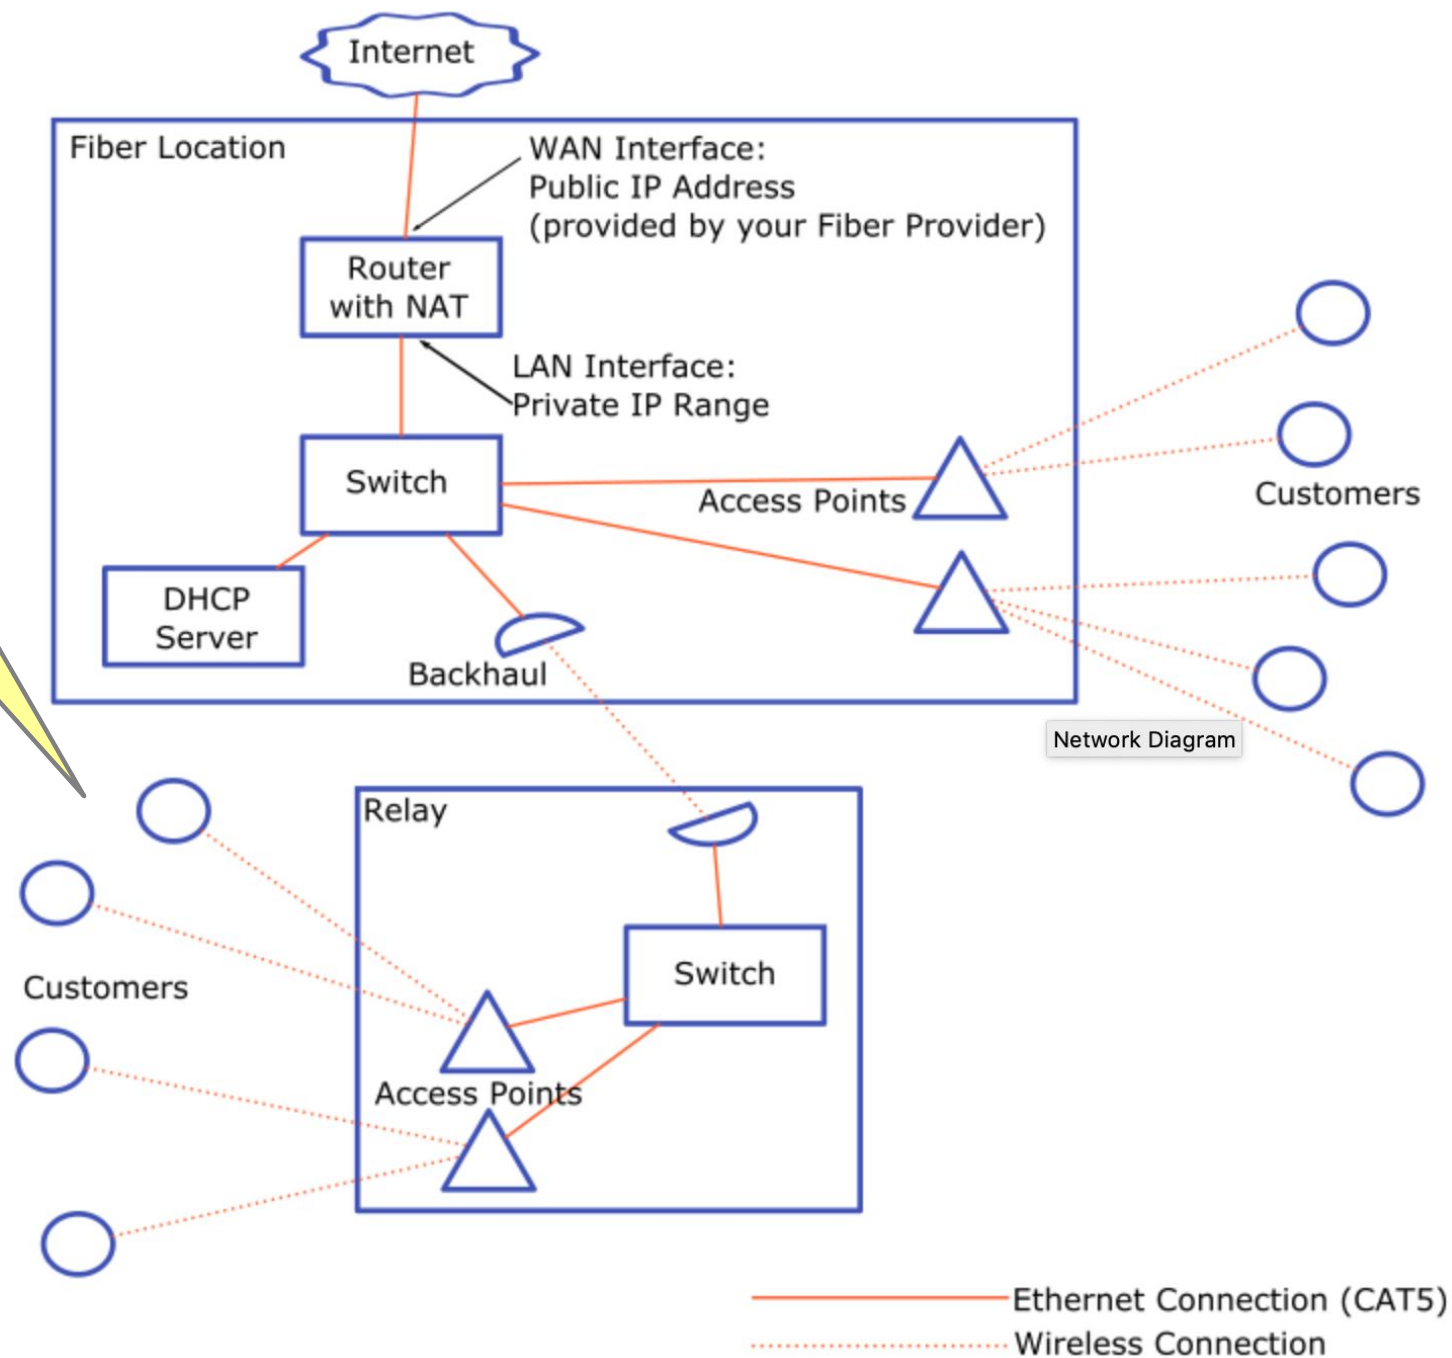 Internet
Fiber Location
WAN Interface:
Public IP Address
(provided by your Fiber Provider)
Router
with NAT
LAN Interface:
Private IP Range
Switch
Access Points
Customers
DHCP
Server
Backhaul
Network Diagram
Relay
Switch
Customers
Access Points
Ethernet Connection (CAT5)
Wireless Connection